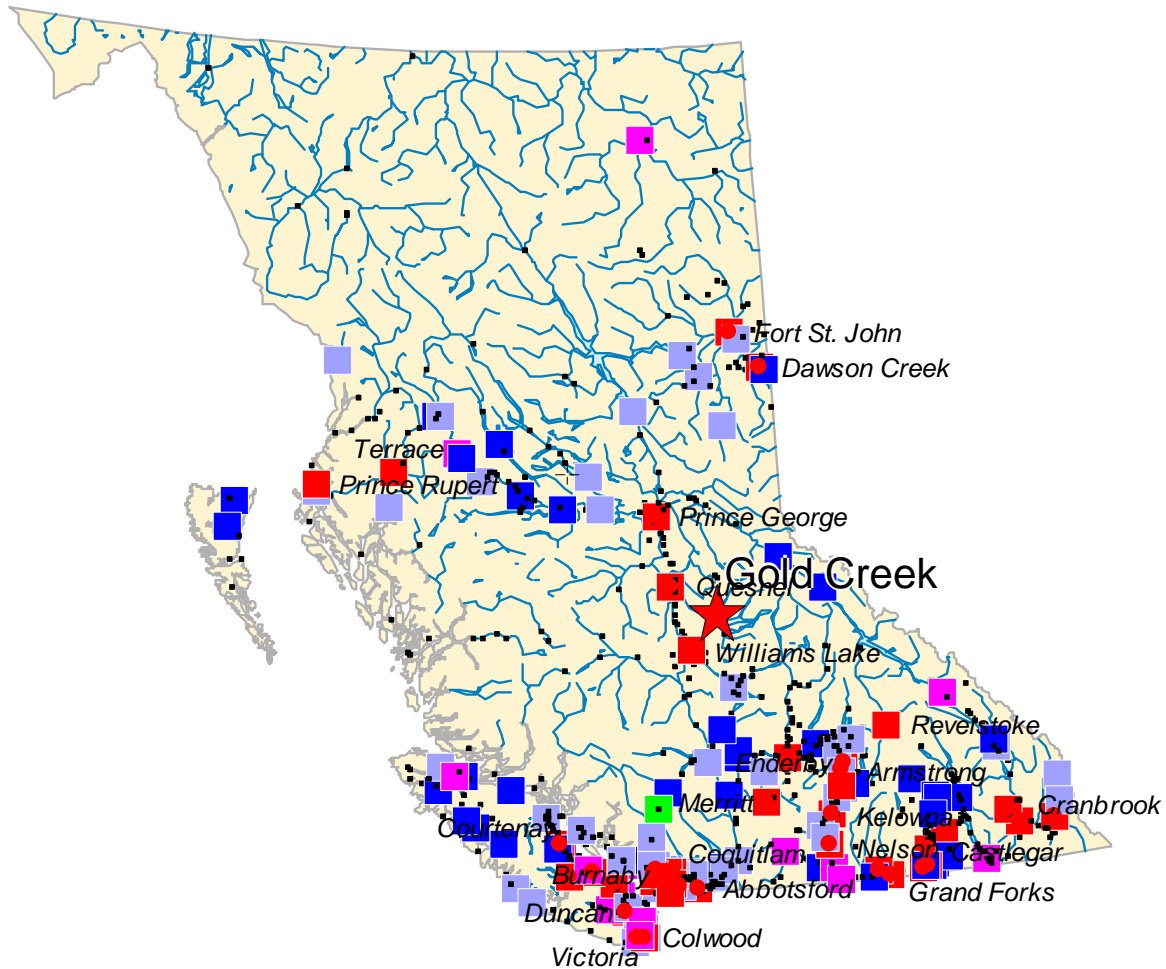 Fort St. John
Dawson Creek
Terrace
Prince Rupert
Prince George
Gold Creek
Quesnel
Williams Lake
Revelstoke
Enderby
Armstrong
Merritt
Cranbrook
Kelowna
Courtenay
Nelson
Coquitlam
Castlegar
Burnaby
Abbotsford
Grand Forks
Duncan
Colwood
Victoria